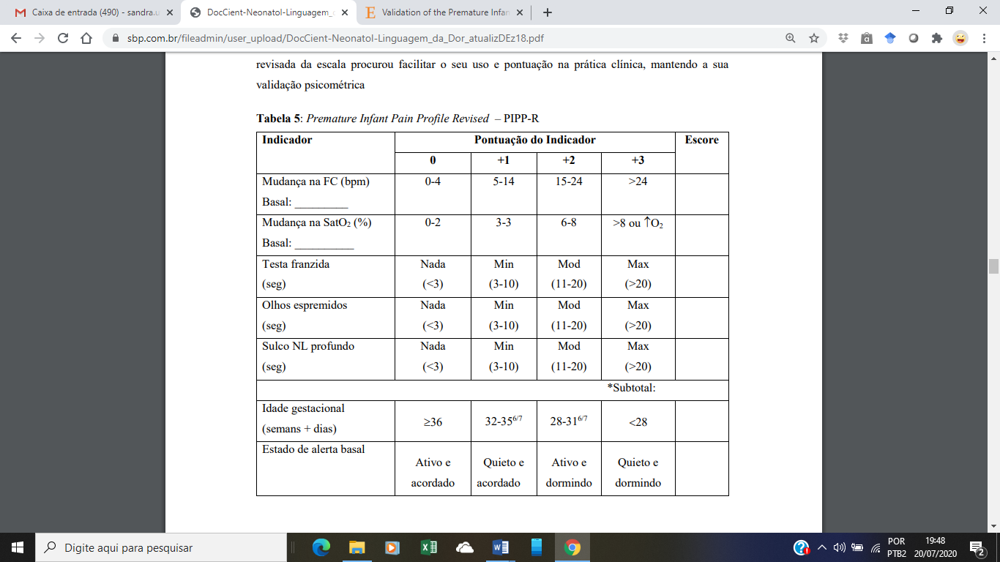 Caixa de entrada (490) - sandra.u
DocCient-Neonatol-Linguagem_
Validation of the Premature Infan
sbp.com.br/fileadmin/user_upload/DocCient-Neonatol-Linguagem_da_Dor_atualizDEz18.pdf
revisada da escala procurou facilitar o seu uso e pontuação na prática clínica, mantendo a sua
validação psicométrica
Tabela 5: Premature Infant Pain Profile Revised – PIPP-R
Indicador Pontuação do Indicador Escore
0 +1 +2 +3
Mudança na FC (bpm) 0-4 5-14 15-24 >24
Basal: _________
Mudança na SatO₂ (%) 0-2 3-3 6-8 >8 ou ↑O₂
Basal: __________
Testa franzida Nada Min Mod Max
(seg) (<3) (3-10) (11-20) (>20)
Olhos espremidos Nada Min Mod Max
(seg) (<3) (3-10) (11-20) (>20)
Sulco NL profundo Nada Min Mod Max
(seg) (<3) (3-10) (11-20) (>20)
*Subtotal:
Idade gestacional
(semans + dias) ≥36 32-35⁶/⁷ 28-31⁶/⁷ <28
Estado de alerta basal
Ativo e Quieto e Ativo e Quieto e
acordado acordado dormindo dormindo
Digite aqui para pesquisar
POR 19:48
PTB2 20/07/2020
2